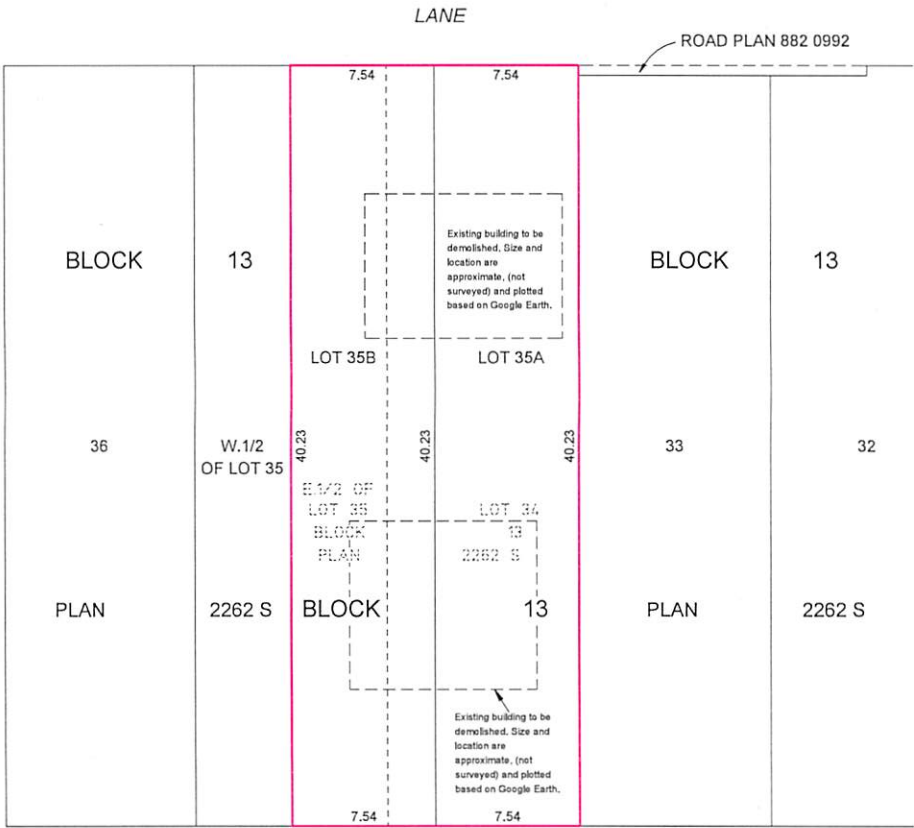 LANE
ROAD PLAN 882 0992
7.54
7.54
BLOCK
13
Existing building to be
demolished. Size and
location are
approximate, (not
surveyed) and plotted
based on Google Earth.
BLOCK
13
LOT 35B
LOT 35A
36
W.1/2
OF LOT 35
40.23
40.23
40.23
33
32
E.1/2 OF
LOT 35
BLOCK
PLAN
LOT 34
13
2262 S
PLAN
2262 S
BLOCK
13
PLAN
2262 S
Existing building to be
demolished. Size and
location are
approximate, (not
surveyed) and plotted
based on Google Earth.
7.54
7.54